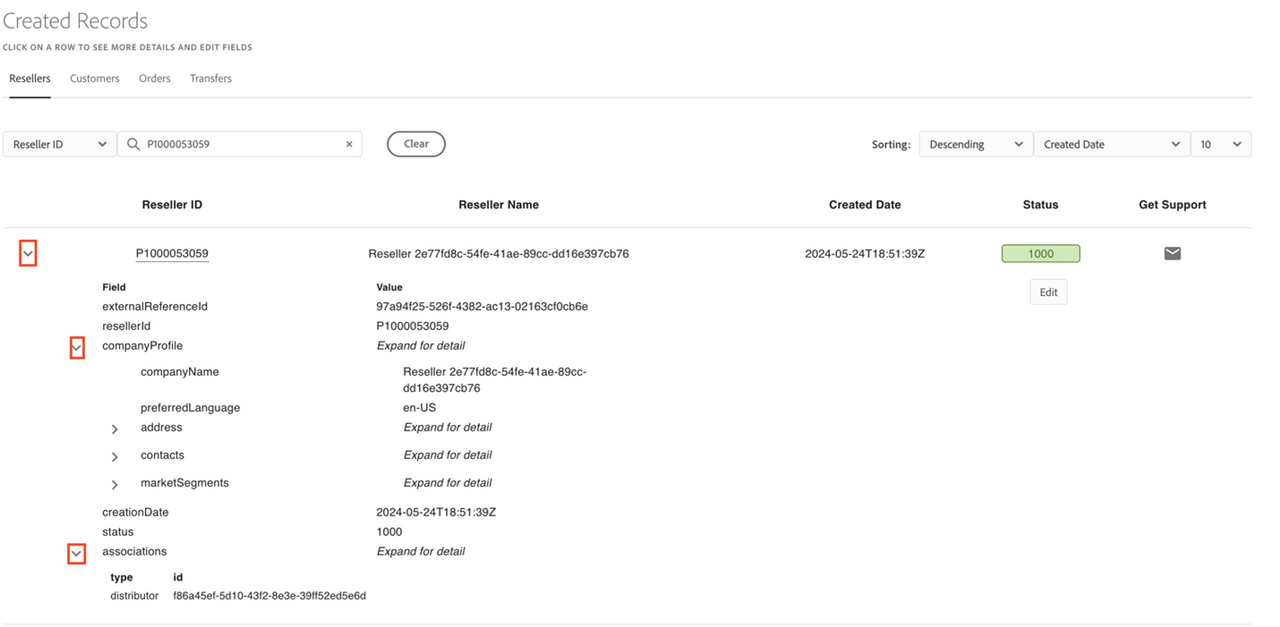 Created Records
CLICK ON A ROW TO SEE MORE DETAILS AND EDIT FIELDS
Resellers Customers Orders Transfers
Reseller ID P1000053059 × Clear Sorting: Descending Created Date 10
Reseller ID Reseller Name Created Date Status Get Support
P1000053059 Reseller 2e77fd8c-54fe-41ae-89cc-dd16e397cb76 2024-05-24T18:51:39Z 1000
Edit
Field Value
externalReferenceId 97a94f25-526f-4382-ac13-02163cf0cb6e
resellerId P1000053059
companyProfile Expand for detail
companyName Reseller 2e77fd8c-54fe-41ae-89cc-
dd16e397cb76
preferredLanguage en-US
address Expand for detail
contacts Expand for detail
marketSegments Expand for detail
creationDate 2024-05-24T18:51:39Z
status 1000
associations Expand for detail
type id
distributor f86a45ef-5d10-43f2-8e3e-39ff52ed5e6d